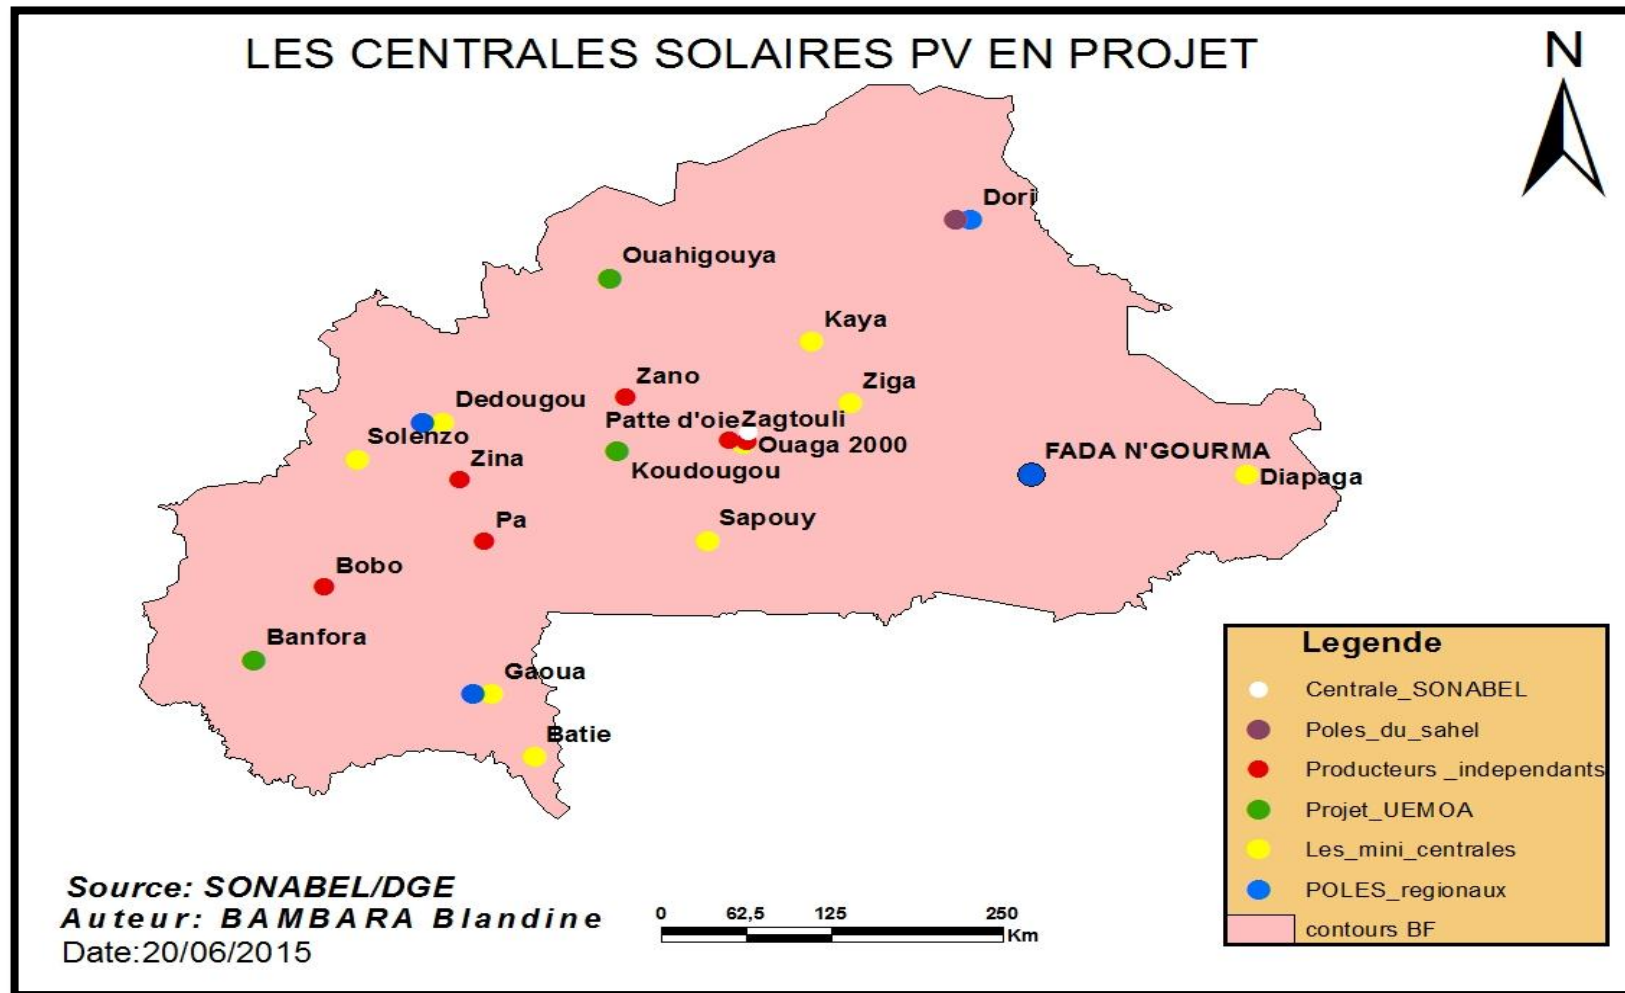 LES CENTRALES SOLAIRES PV EN PROJET
N
Dori
Ouahigouya
Kaya
Zano
Ziga
Dedougou
Patte d'oie
Zagtouli
Solenzo
Ouaga 2000
Zina
Koudougou
FADA N'GOURMA
Diapaga
Pa
Sapouy
Bobo
Banfora
Gaoua
Batie
Legende
Centrale_SONABEL
Poles_du_sahel
Producteurs _independants
Projet_UEMOA
Les_mini_centrales
POLES_regionaux
contours BF
Source: SONABEL/DGE
Auteur: BAMBARA Blandine
Date:20/06/2015
0 62,5 125 250
Km